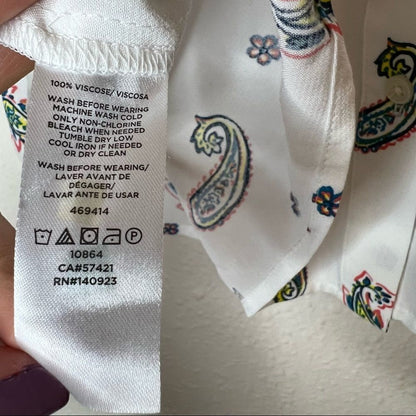 100% VISCOSE/ VISCOSA
WASH BEFORE WEARING
MACHINE WASH COLD
ONLY NON-CHLORINE
BLEACH WHEN NEEDED
TUMBLE DRY LOW
COOL IRON IF NEEDED
OR DRY CLEAN
WASH BEFORE WEARING/
LAVER AVANT DE
DÉGAGER/
LAVAR ANTE DE USAR
469414
10864
CA#57421
RN#140923